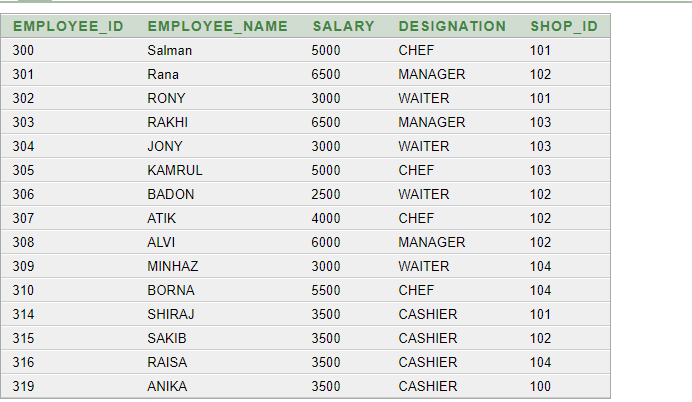 EMPLOYEE_ID EMPLOYEE_NAME SALARY DESIGNATION SHOP_ID
300 Salman 5000 CHEF 101
301 Rana 6500 MANAGER 102
302 RONY 3000 WAITER 101
303 RAKHI 6500 MANAGER 103
304 JONY 3000 WAITER 103
305 KAMRUL 5000 CHEF 103
306 BADON 2500 WAITER 102
307 ATIK 4000 CHEF 102
308 ALVI 6000 MANAGER 102
309 MINHAZ 3000 WAITER 104
310 BORNA 5500 CHEF 104
314 SHIRAJ 3500 CASHIER 101
315 SAKIB 3500 CASHIER 102
316 RAISA 3500 CASHIER 104
319 ANIKA 3500 CASHIER 100